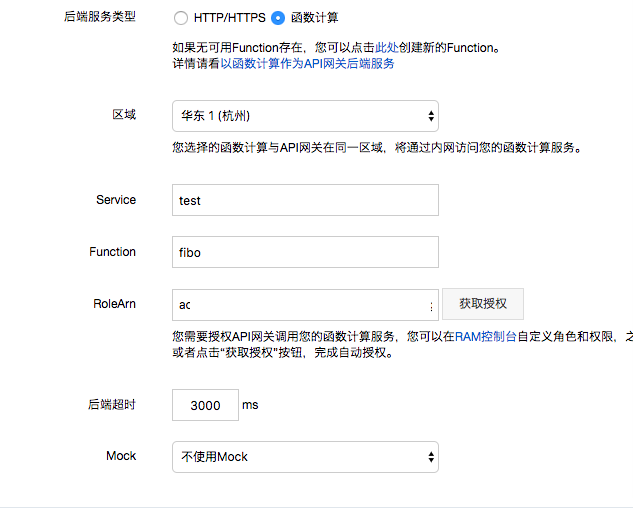 后端服务类型 HTTP/HTTPS 函数计算
如果无可用Function存在，您可以点击此处创建新的Function。
详情请看以函数计算作为API网关后端服务
区域 华东 1 (杭州)
您选择的函数计算与API网关在同一区域，将通过内网访问您的函数计算服务。
Service test
Function fibo
RoleArn 获取授权
您需要授权API网关调用您的函数计算服务，您可以在RAM控制台自定义角色和权限，之
或者点击“获取授权”按钮，完成自动授权。
后端超时 3000 ms
Mock 不使用Mock